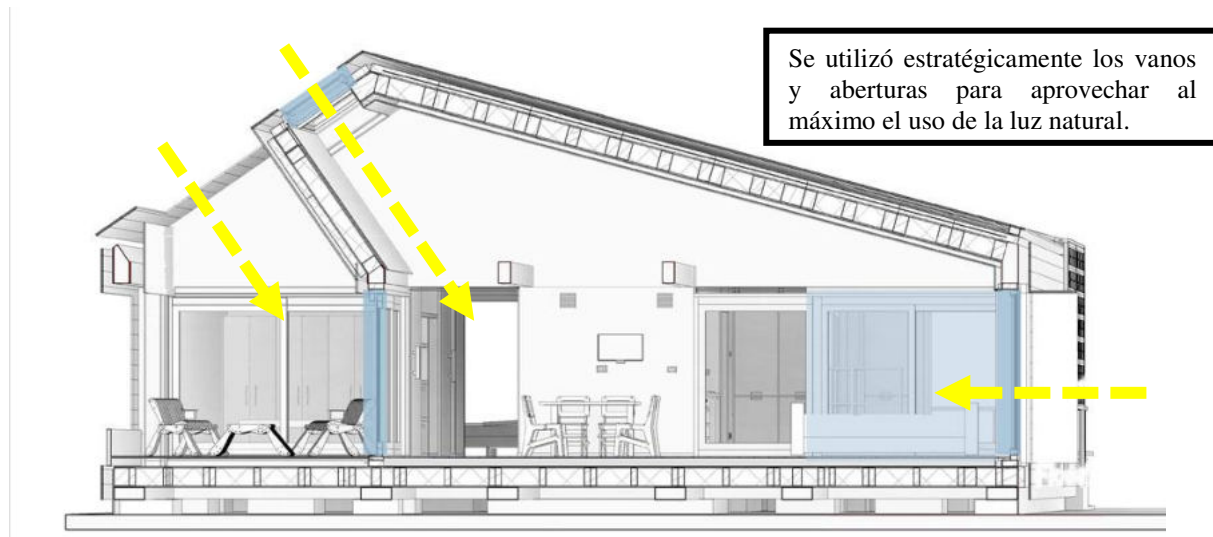 Se utilizó estratégicamente los vanos
y aberturas para aprovechar al
máximo el uso de la luz natural.